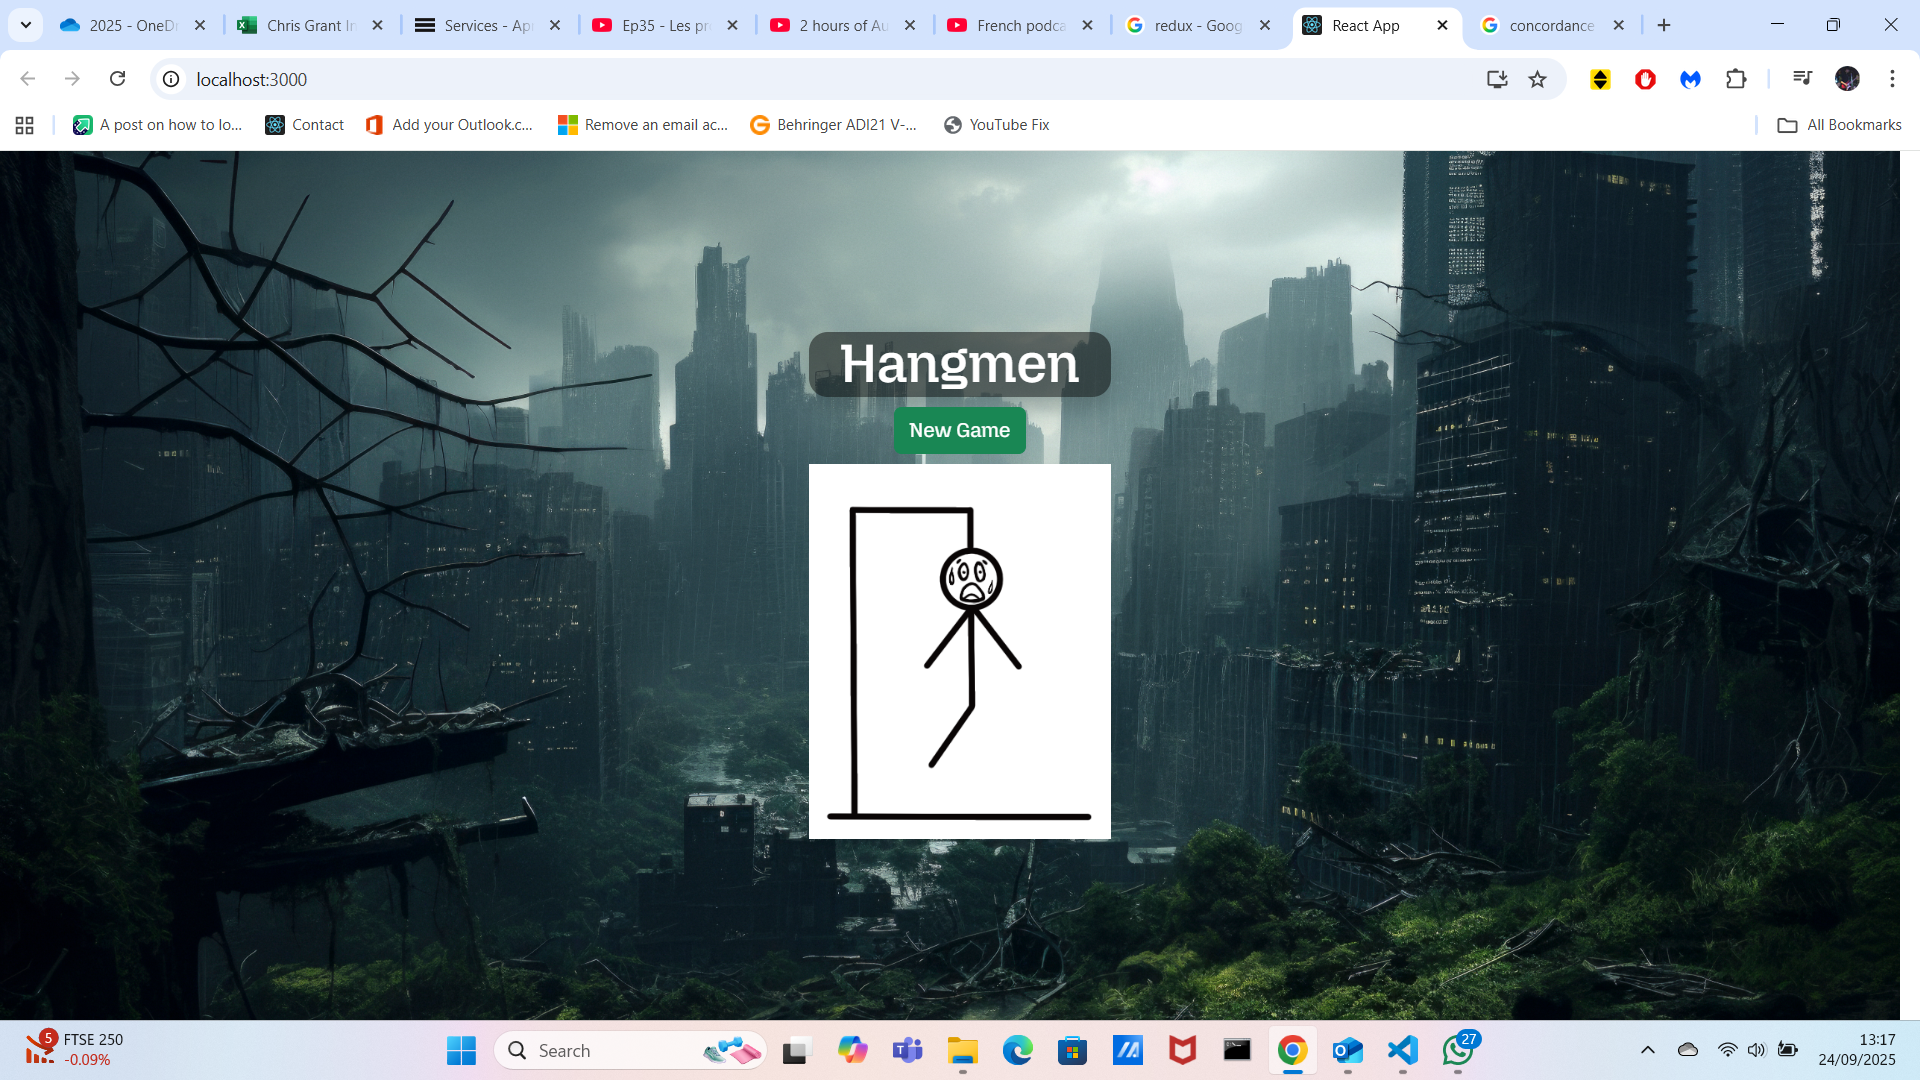 2025 - OneDr
Chris Grant In
Services - Ap
Ep35 - Les pr
2 hours of Au
French podca
redux - Goog
React App
concordance
localhost:3000
A post on how to lo...
Contact
Add your Outlook.c...
Remove an email ac...
Behringer ADI21 V-...
YouTube Fix
All Bookmarks
Hangmen
New Game
5
FTSE 250
-0.09%
Search
27
13:17
24/09/2025